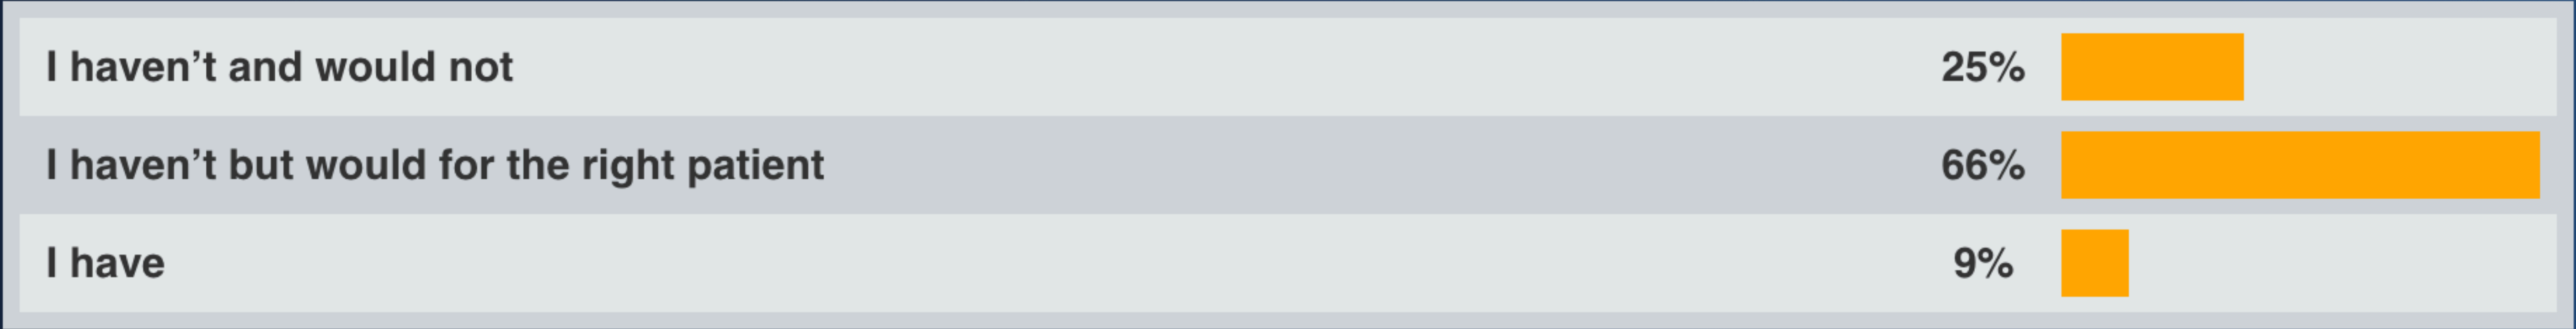 I haven’t and would not 25%
I haven’t but would for the right patient 66%
I have 9%